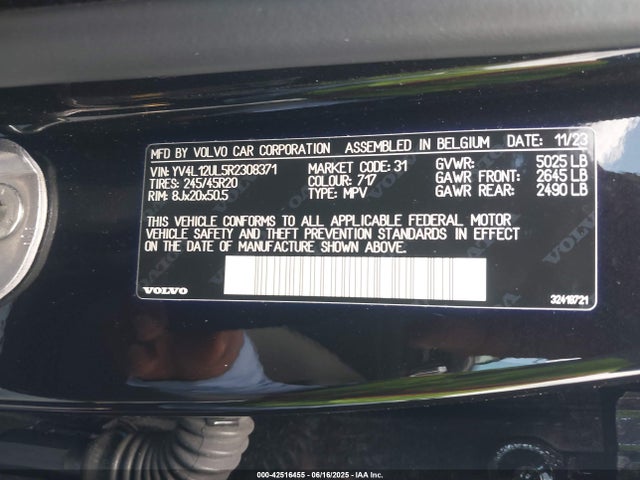 MFD BY VOLVO CAR CORPORATION ASSEMBLED IN BELGIUM DATE: 11/23
VIN: YV4L12UL5R2308371 MARKET CODE: 31 GVWR: 5025 LB
TIRES: 245/45R20 COLOUR: 717 GAWR FRONT: 2645 LB
RIM: 8Jx20x50.5 TYPE: MPV GAWR REAR: 2490 LB
THIS VEHICLE CONFORMS TO ALL APPLICABLE FEDERAL MOTOR
VEHICLE SAFETY AND THEFT PREVENTION STANDARDS IN EFFECT
ON THE DATE OF MANUFACTURE SHOWN ABOVE.
VOLVO 32416721
000-42516455 - 06/16/2025 - IAA Inc.